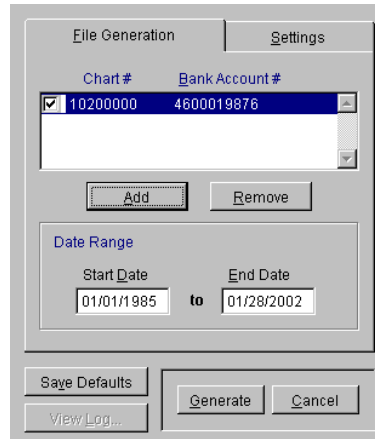 File Generation Settings
Chart # Bank Account #
10200000 4600019876
Add Remove
Date Range
Start Date End Date
01/01/1985 to 01/28/2002
Save Defaults
Generate Cancel
View Log...